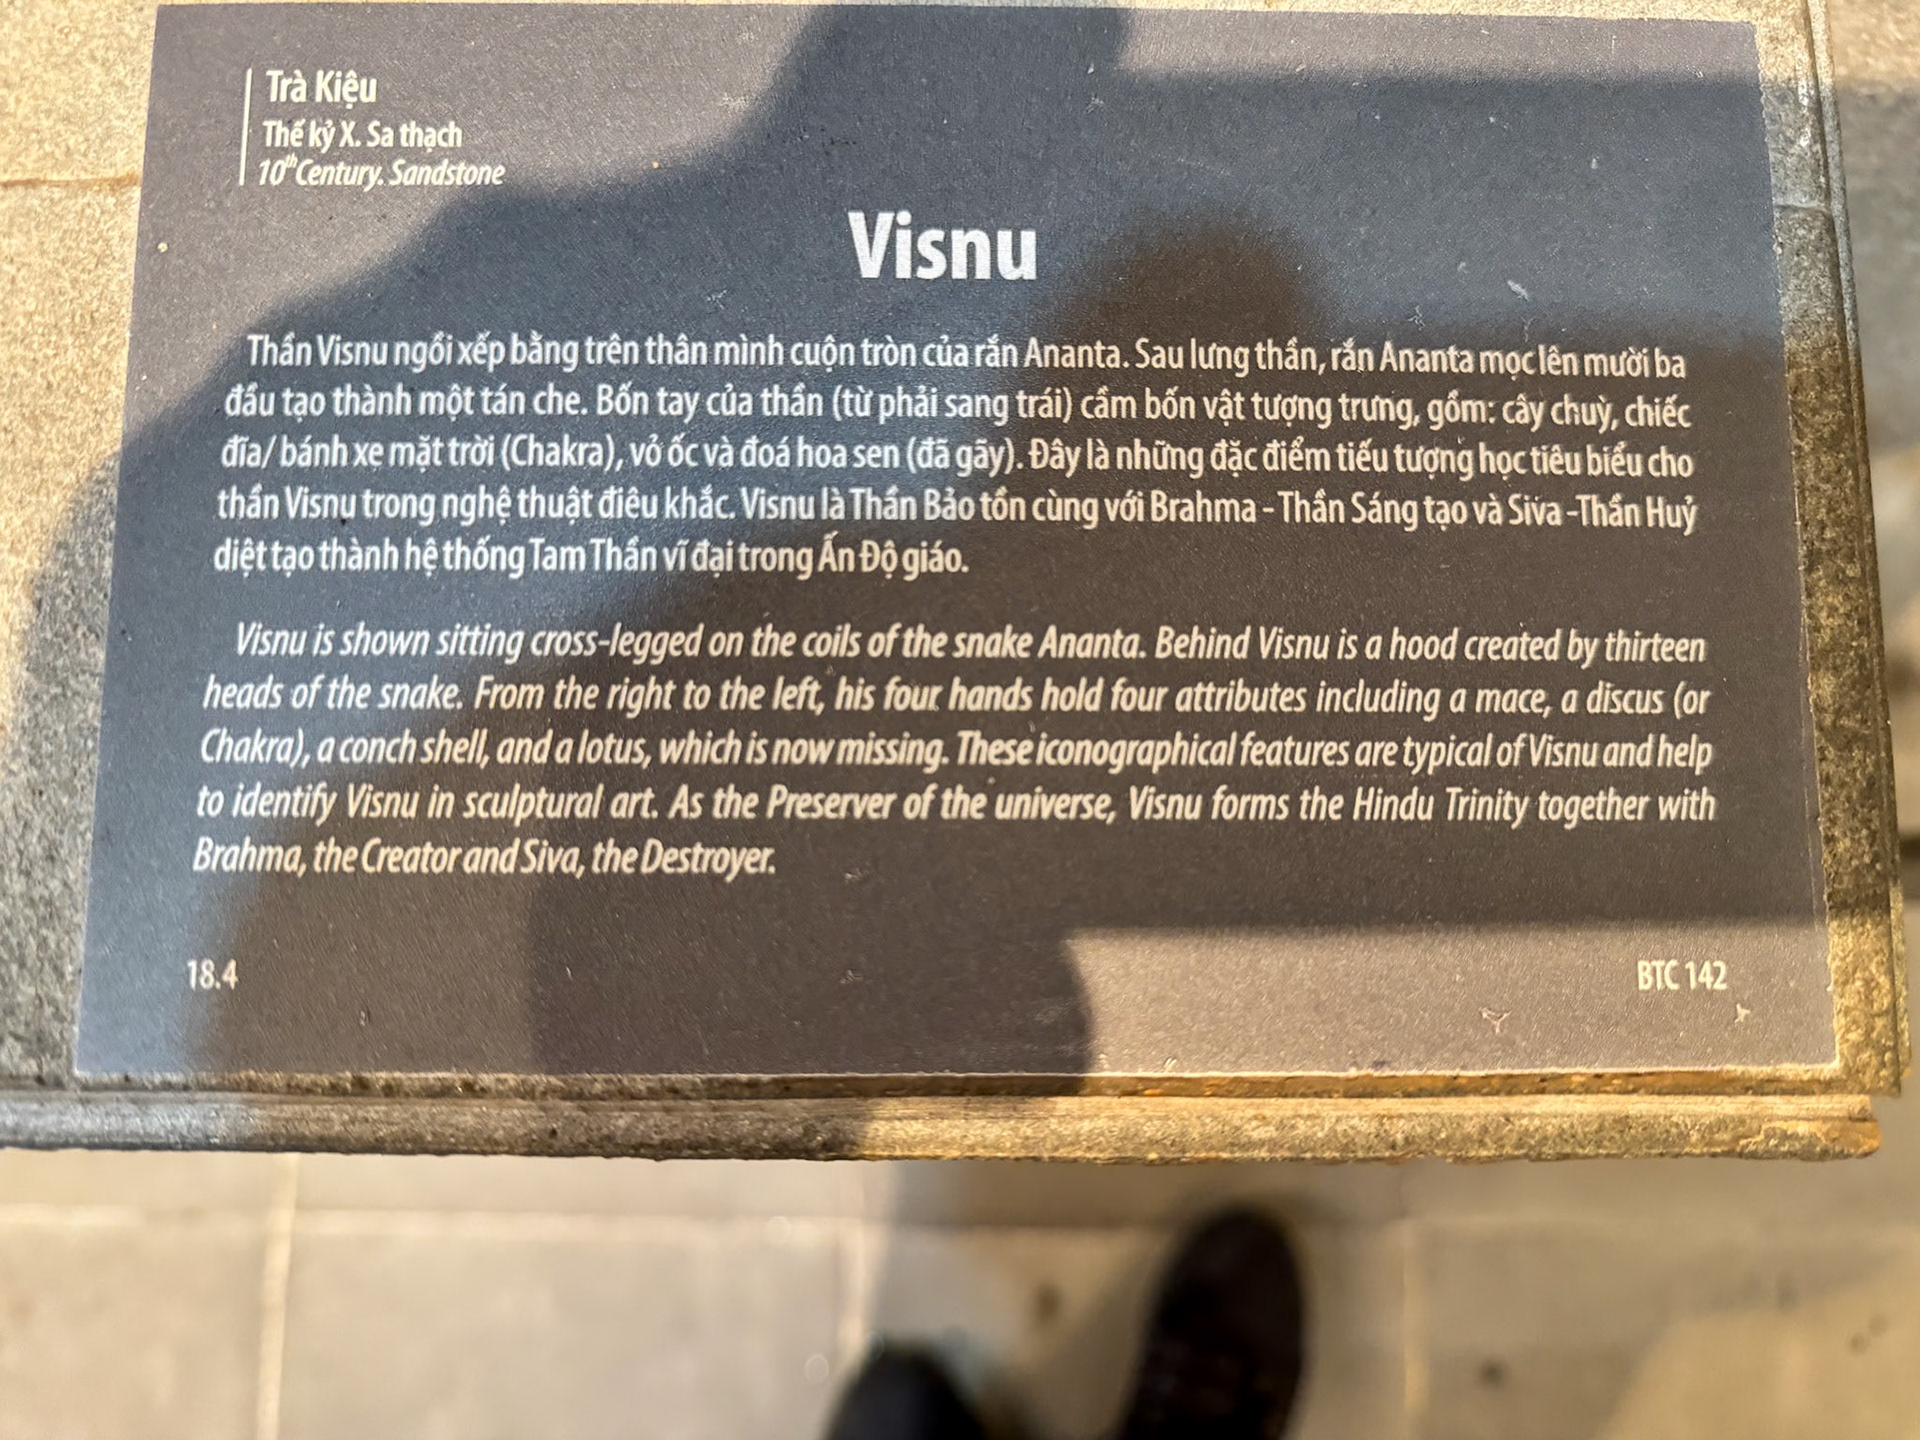 Trà Kiệu
Thế kỷ X. Sa thạch
10th Century. Sandstone
Visnu
Thần Visnu ngồi xếp bằng trên thân mình cuộn tròn của rắn Ananta. Sau lưng thần, rắn Ananta mọc lên mười ba
đầu tạo thành một tán che. Bốn tay của thần (từ phải sang trái) cầm bốn vật tượng trưng, gồm: cây chuỳ, chiếc
đĩa/ bánh xe mặt trời (Chakra), vỏ ốc và đoá hoa sen (đã gãy). Đây là những đặc điểm tiếu tượng học tiêu biểu cho
thần Visnu trong nghệ thuật điêu khắc. Visnu là Thần Bảo tồn cùng với Brahma - Thần Sáng tạo và Siva -Thần Huỷ
diệt tạo thành hệ thống Tam Thần vĩ đại trong Ấn Độ giáo.
Visnu is shown sitting cross-legged on the coils of the snake Ananta. Behind Visnu is a hood created by thirteen
heads of the snake. From the right to the left, his four hands hold four attributes including a mace, a discus (or
Chakra), a conch shell, and a lotus, which is now missing. These iconographical features are typical of Visnu and help
to identify Visnu in sculptural art. As the Preserver of the universe, Visnu forms the Hindu Trinity together with
Brahma, the Creator and Siva, the Destroyer.
18.4
BTC 142